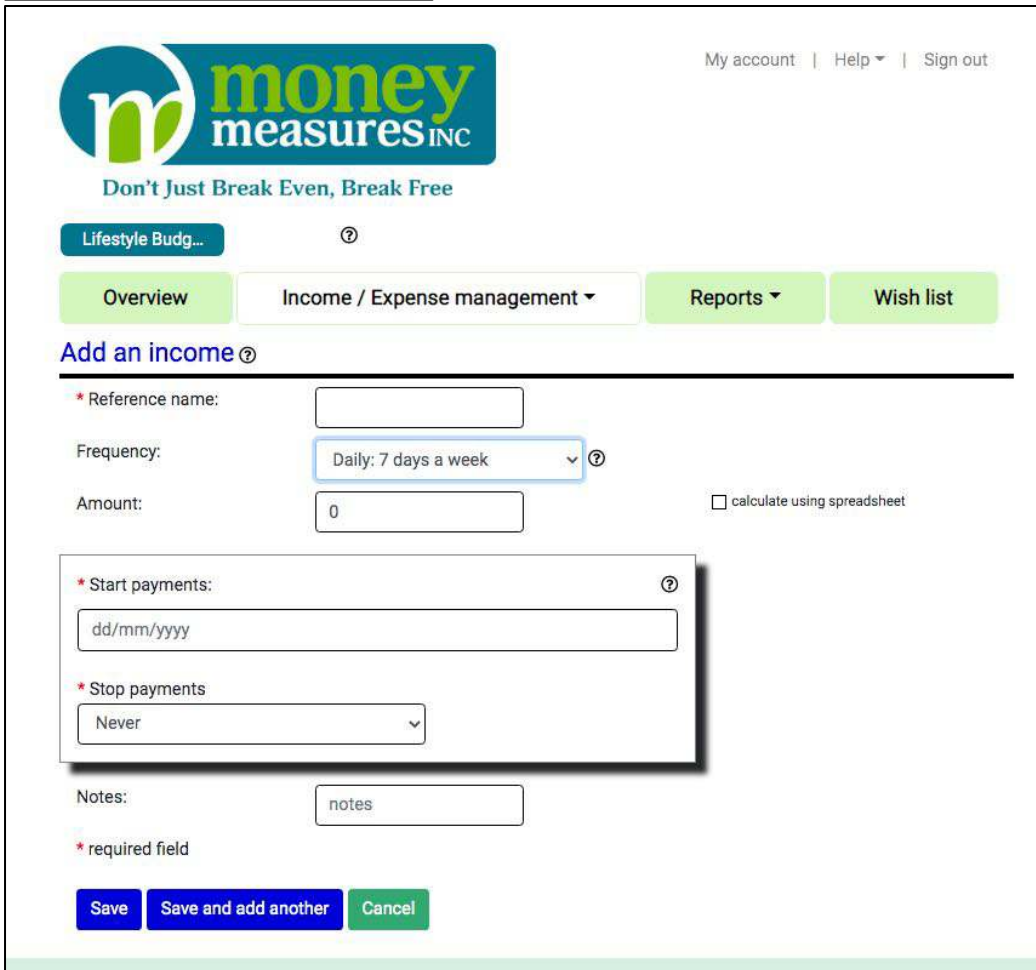 My account | Help | Sign out
m money
measures INC
Don't Just Break Even, Break Free
Lifestyle Budg... ?
Overview Income / Expense management Reports Wish list
Add an income ?
* Reference name:
Frequency: Daily: 7 days a week ?
Amount: 0 calculate using spreadsheet
* Start payments: ?
dd/mm/yyyy
* Stop payments
Never
Notes: notes
* required field
Save Save and add another Cancel